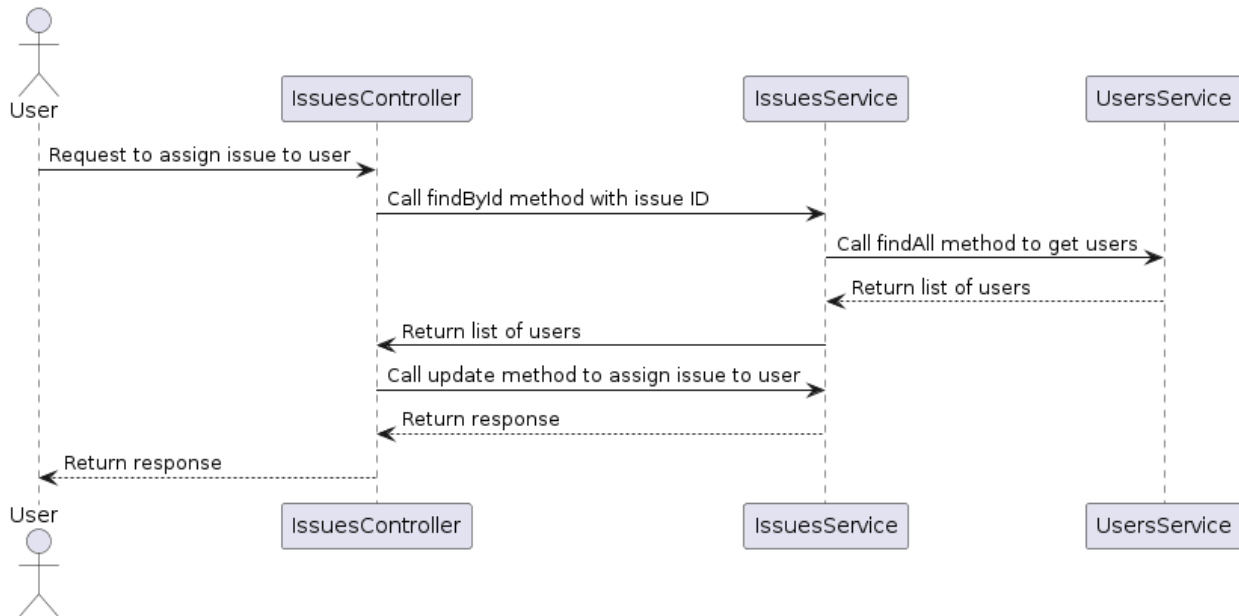 User
IssuesController
IssuesService
UsersService
Request to assign issue to user
Call findById method with issue ID
Call findAll method to get users
Return list of users
Return list of users
Call update method to assign issue to user
Return response
Return response
User
IssuesController
IssuesService
UsersService